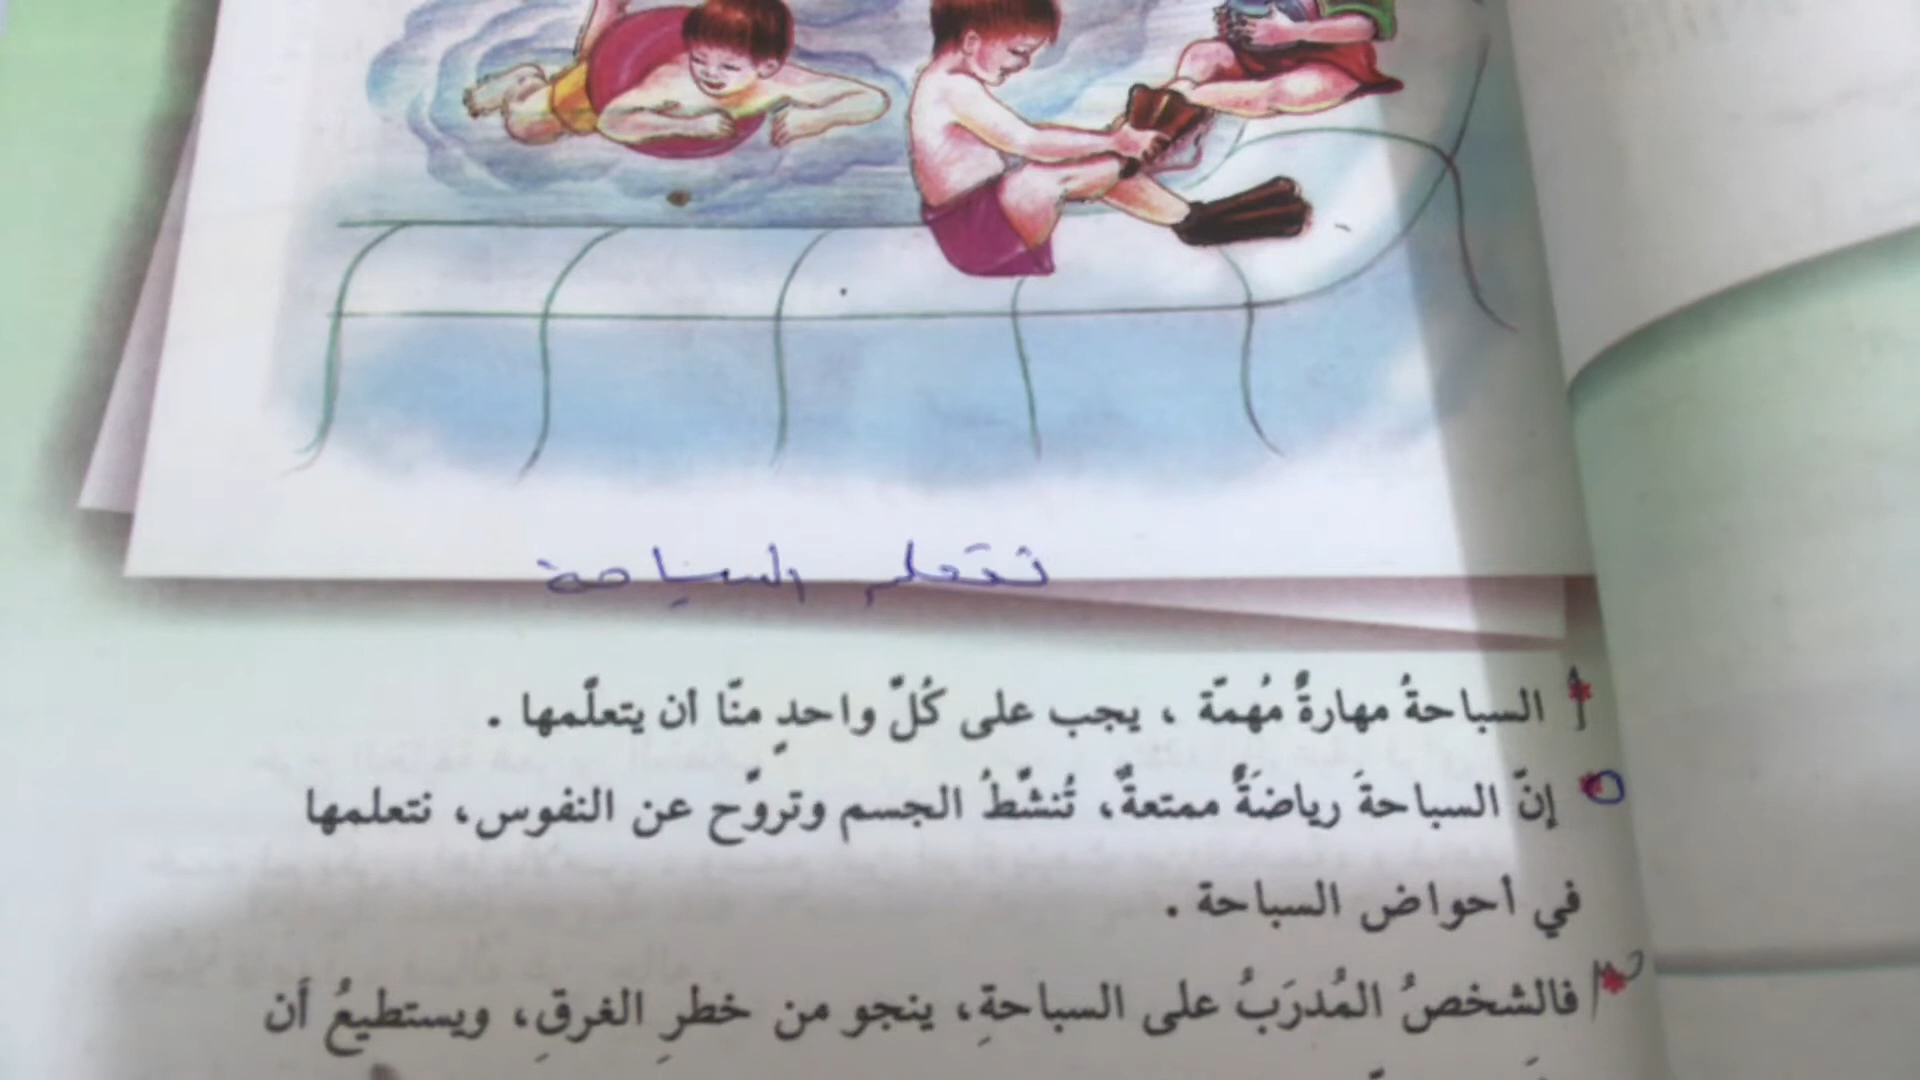 نتعلم السباحة
السباحةُ مهارةٌ مُهمّة ، يجب على كُلِّ واحدٍ منّا أن يتعلّمها .
إنّ السباحةَ رياضَةٌ ممتعةٌ، تُنشّطُ الجسم وتروّح عن النفوس، نتعلمها
في أحواض السباحة .
فالشخصُ المُدرَبُ على السباحةِ، ينجو من خطرِ الغرقِ، ويستطيعُ أن